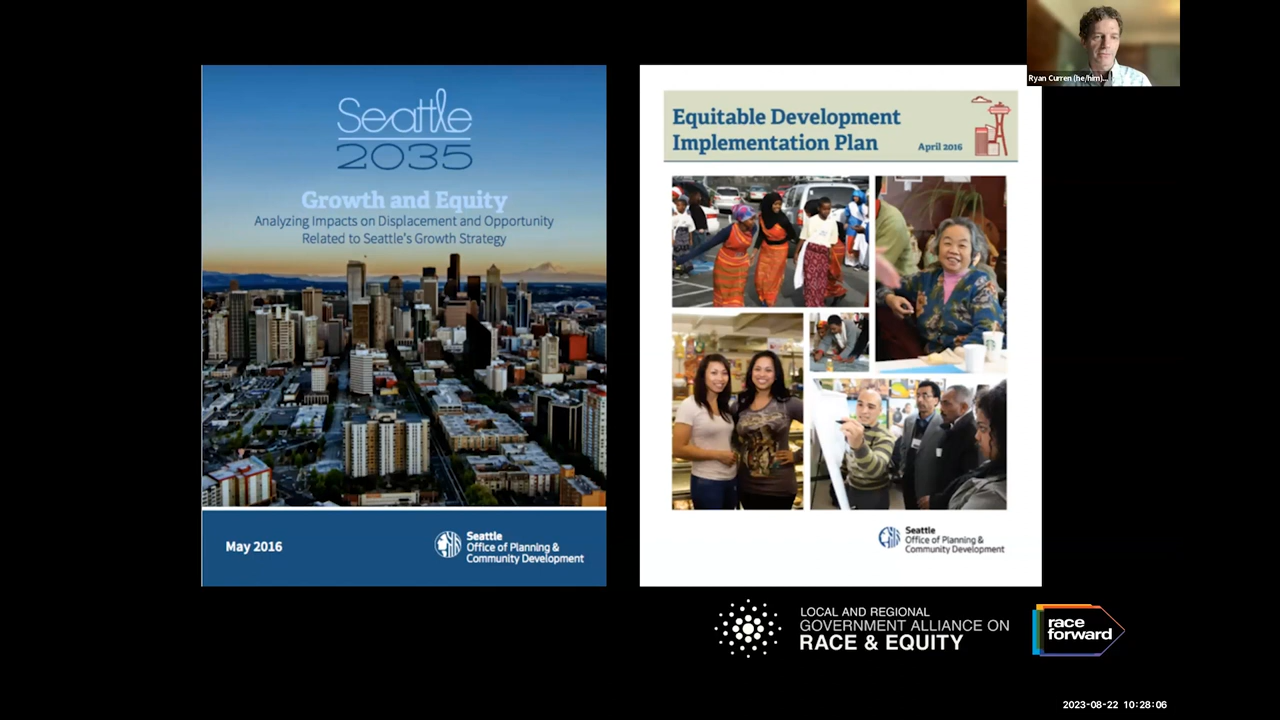 Ryan Curren (he/him)...
Seattle
2035
Growth and Equity
Analyzing Impacts on Displacement and Opportunity
Related to Seattle's Growth Strategy
May 2016
Seattle
Office of Planning &
Community Development
Equitable Development
Implementation Plan
April 2016
Seattle
Office of Planning &
Community Development
LOCAL AND REGIONAL
GOVERNMENT ALLIANCE ON
RACE & EQUITY
race
forward
2023-08-22 10:28:06